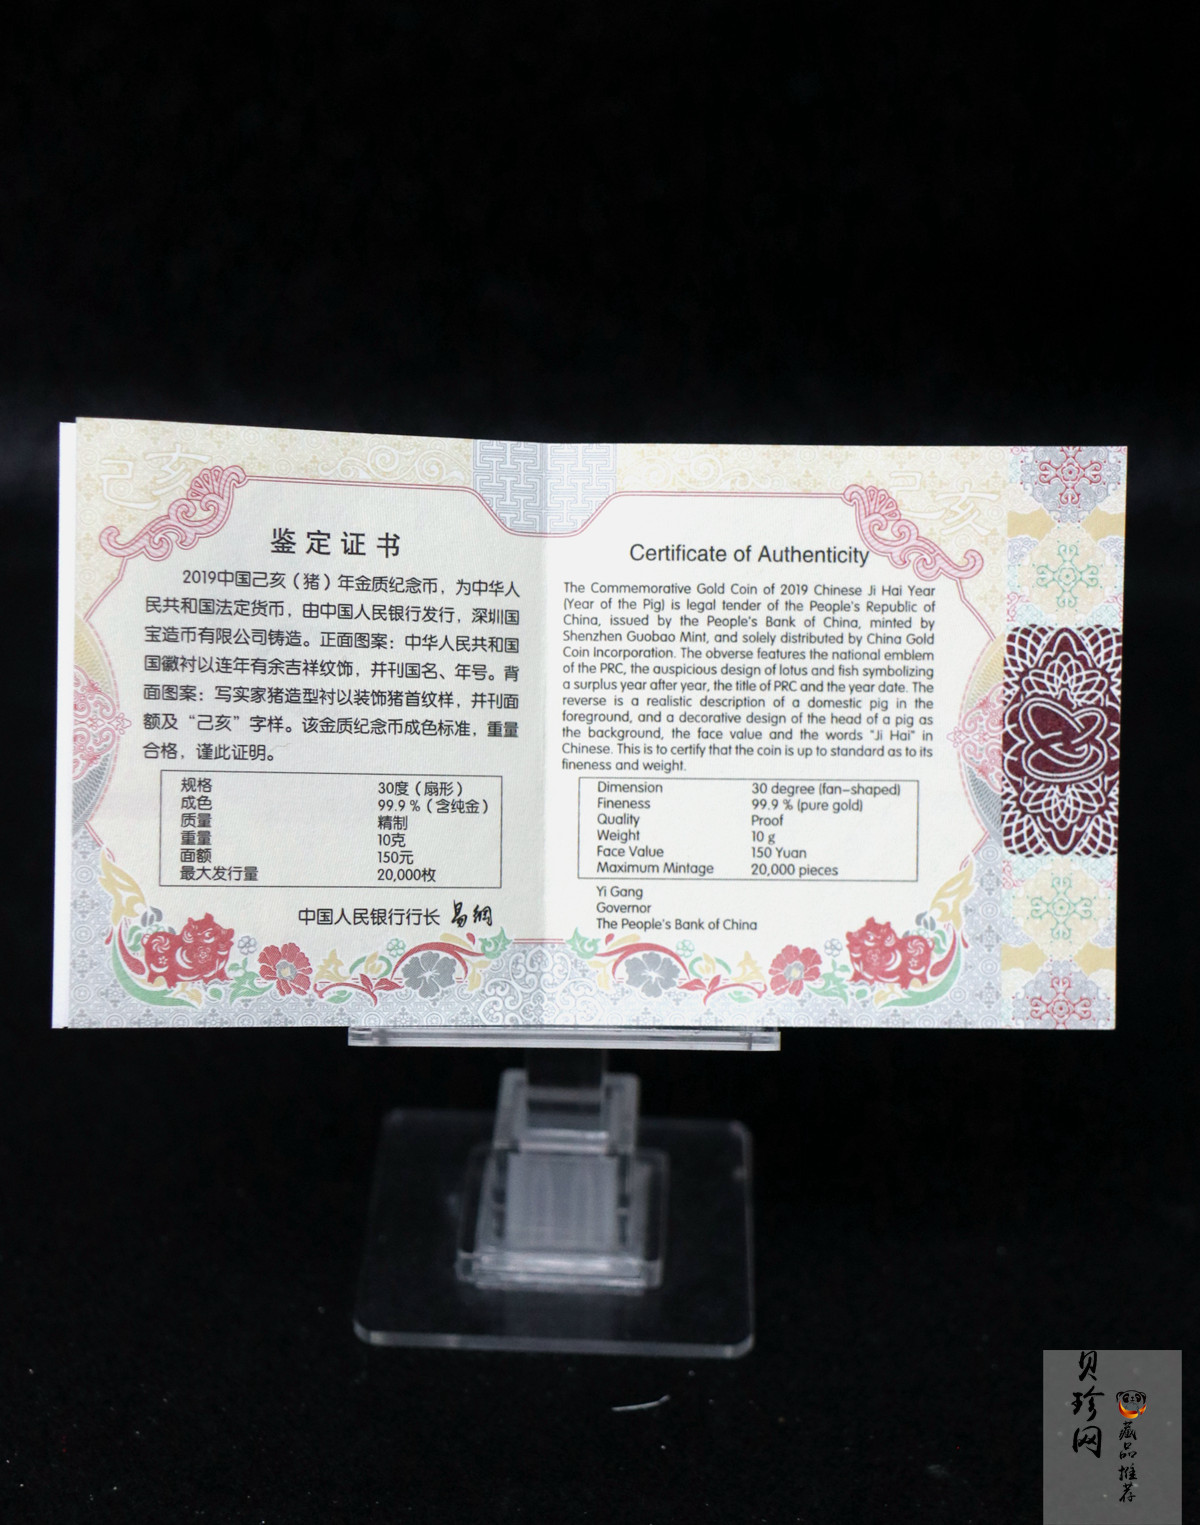 己亥
己亥
鉴定证书
2019中国己亥（猪）年金质纪念币，为中华人
民共和国法定货币，由中国人民银行发行，深圳国
宝造币有限公司铸造。正面图案：中华人民共和国
国徽衬以连年有余吉祥纹饰，并刊国名、年号。背
面图案：写实家猪造型衬以装饰猪首纹样，并刊面
额及“己亥”字样。该金质纪念币成色标准，重量
合格，谨此证明。
规格 30度（扇形）
成色 99.9％（含纯金）
质量 精制
重量 10克
面额 150元
最大发行量 20,000枚
中国人民银行行长 易纲
Certificate of Authenticity
The Commemorative Gold Coin of 2019 Chinese Ji Hai Year
(Year of the Pig) is legal tender of the People's Republic of
China, issued by the People's Bank of China, minted by
Shenzhen Guobao Mint, and solely distributed by China Gold
Coin Incorporation. The obverse features the national emblem
of the PRC, the auspicious design of lotus and fish symbolizing
a surplus year after year, the title of PRC and the year date. The
reverse is a realistic description of a domestic pig in the
foreground, and a decorative design of the head of a pig as
the background, the face value and the words "Ji Hai" in
Chinese. This is to certify that the coin is up to standard as to its
fineness and weight.
Dimension 30 degree (fan-shaped)
Fineness 99.9 % (pure gold)
Quality Proof
Weight 10 g
Face Value 150 Yuan
Maximum Mintage 20,000 pieces
Yi Gang
Governor
The People's Bank of China
贝珍网
藏品推荐